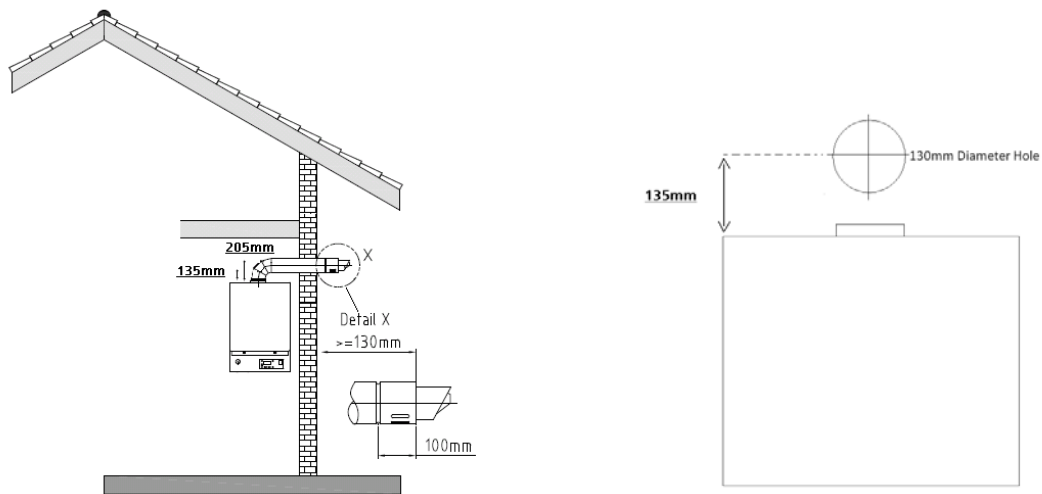 205mm
135mm
X
Detail X
>=130mm
100mm
130mm Diameter Hole
135mm